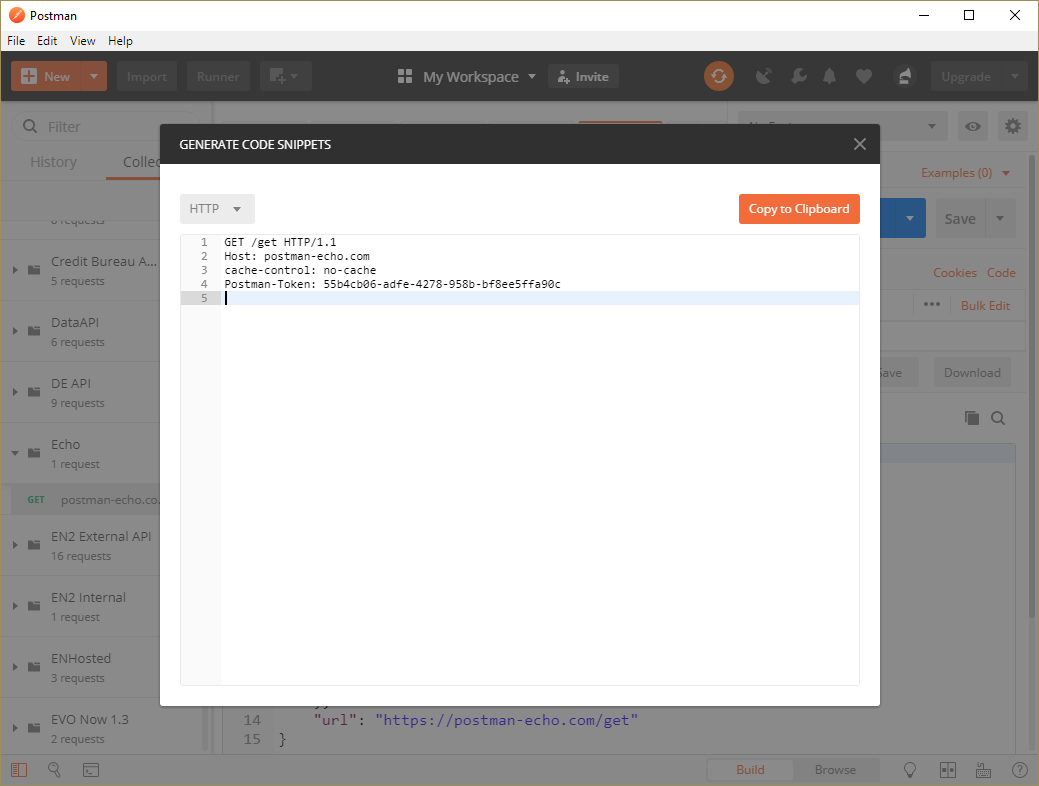 Postman
File Edit View Help
New Import Runner My Workspace Invite Upgrade
Filter
History
Examples (0)
Save
Cookies Code
Bulk Edit
Download
GENERATE CODE SNIPPETS
HTTP
Copy to Clipboard
1 GET /get HTTP/1.1
2 Host: postman-echo.com
3 cache-control: no-cache
4 Postman-Token: 55b4cb06-adfe-4278-958b-bf8ee5ffa90c
5
Credit Bureau A...
5 requests
DataAPI
6 requests
DE API
9 requests
Echo
1 request
GET postman-echo.co
EN2 External API
16 requests
EN2 Internal
1 request
ENHosted
3 requests
EVO Now 1.3
2 requests
14 "url": "https://postman-echo.com/get"
15 }
Build Browse